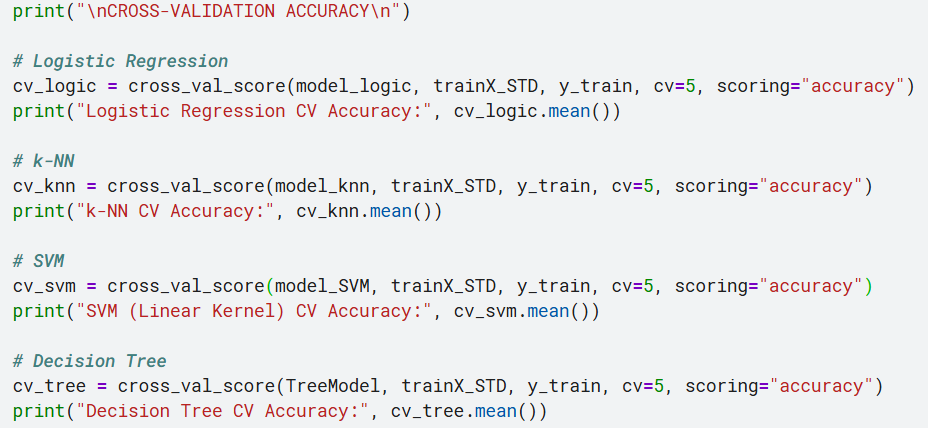 print("\nCROSS-VALIDATION ACCURACY\n")
# Logistic Regression
cv_logic = cross_val_score(model_logic, trainX_STD, y_train, cv=5, scoring="accuracy")
print("Logistic Regression CV Accuracy:", cv_logic.mean())
# k-NN
cv_knn = cross_val_score(model_knn, trainX_STD, y_train, cv=5, scoring="accuracy")
print("k-NN CV Accuracy:", cv_knn.mean())
# SVM
cv_svm = cross_val_score(model_SVM, trainX_STD, y_train, cv=5, scoring="accuracy")
print("SVM (Linear Kernel) CV Accuracy:", cv_svm.mean())
# Decision Tree
cv_tree = cross_val_score(TreeModel, trainX_STD, y_train, cv=5, scoring="accuracy")
print("Decision Tree CV Accuracy:", cv_tree.mean())